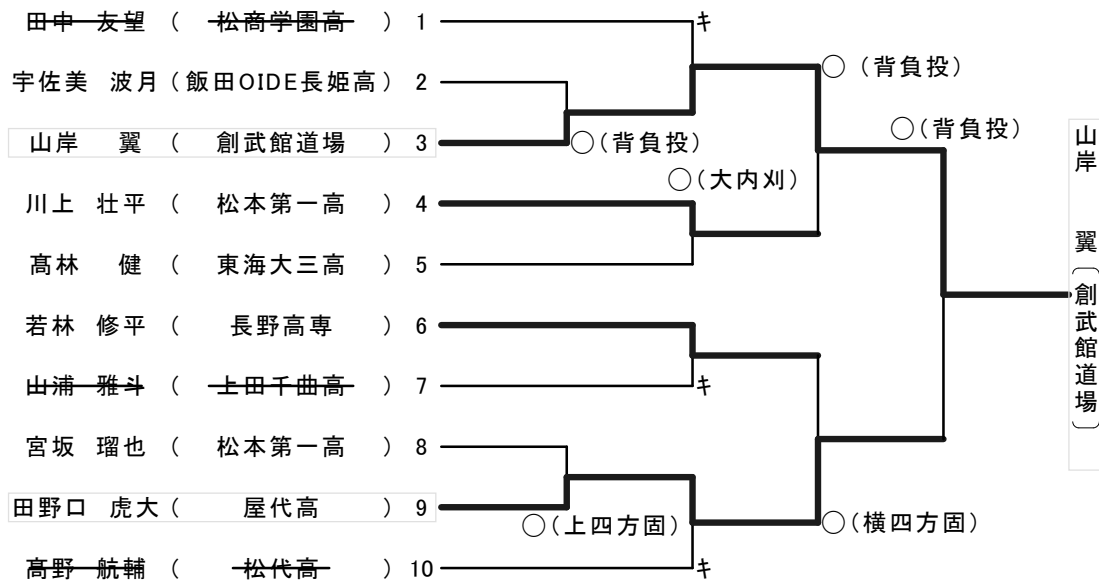 田中 友望 ( 松商学園高 ) 1 キ
○ (背負投)
宇佐美 波月 (飯田OIDE長姫高) 2
○(背負投)
山岸 翼 ( 創武館道場 ) 3 ○(背負投)
○(大内刈)
川上 壮平 ( 松本第一高 ) 4
髙林 健 ( 東海大三高 ) 5
若林 修平 ( 長野高専 ) 6
山浦 雅斗 ( 上田千曲高 ) 7 キ
宮坂 瑠也 ( 松本第一高 ) 8
田野口 虎大 ( 屋代高 ) 9
○(上四方固) ○(横四方固)
髙野 航輔 ( 松代高 ) 10 キ
山岸 翼 (創武館道場)